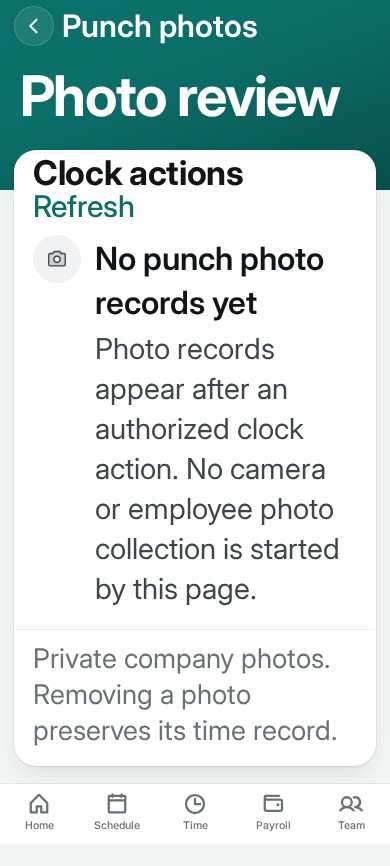 Punch photos
Photo review
Clock actions
Refresh
No punch photo
records yet
Photo records
appear after an
authorized clock
action. No camera
or employee photo
collection is started
by this page.
Private company photos.
Removing a photo
preserves its time record.
Home
Schedule
Time
Payroll
Team